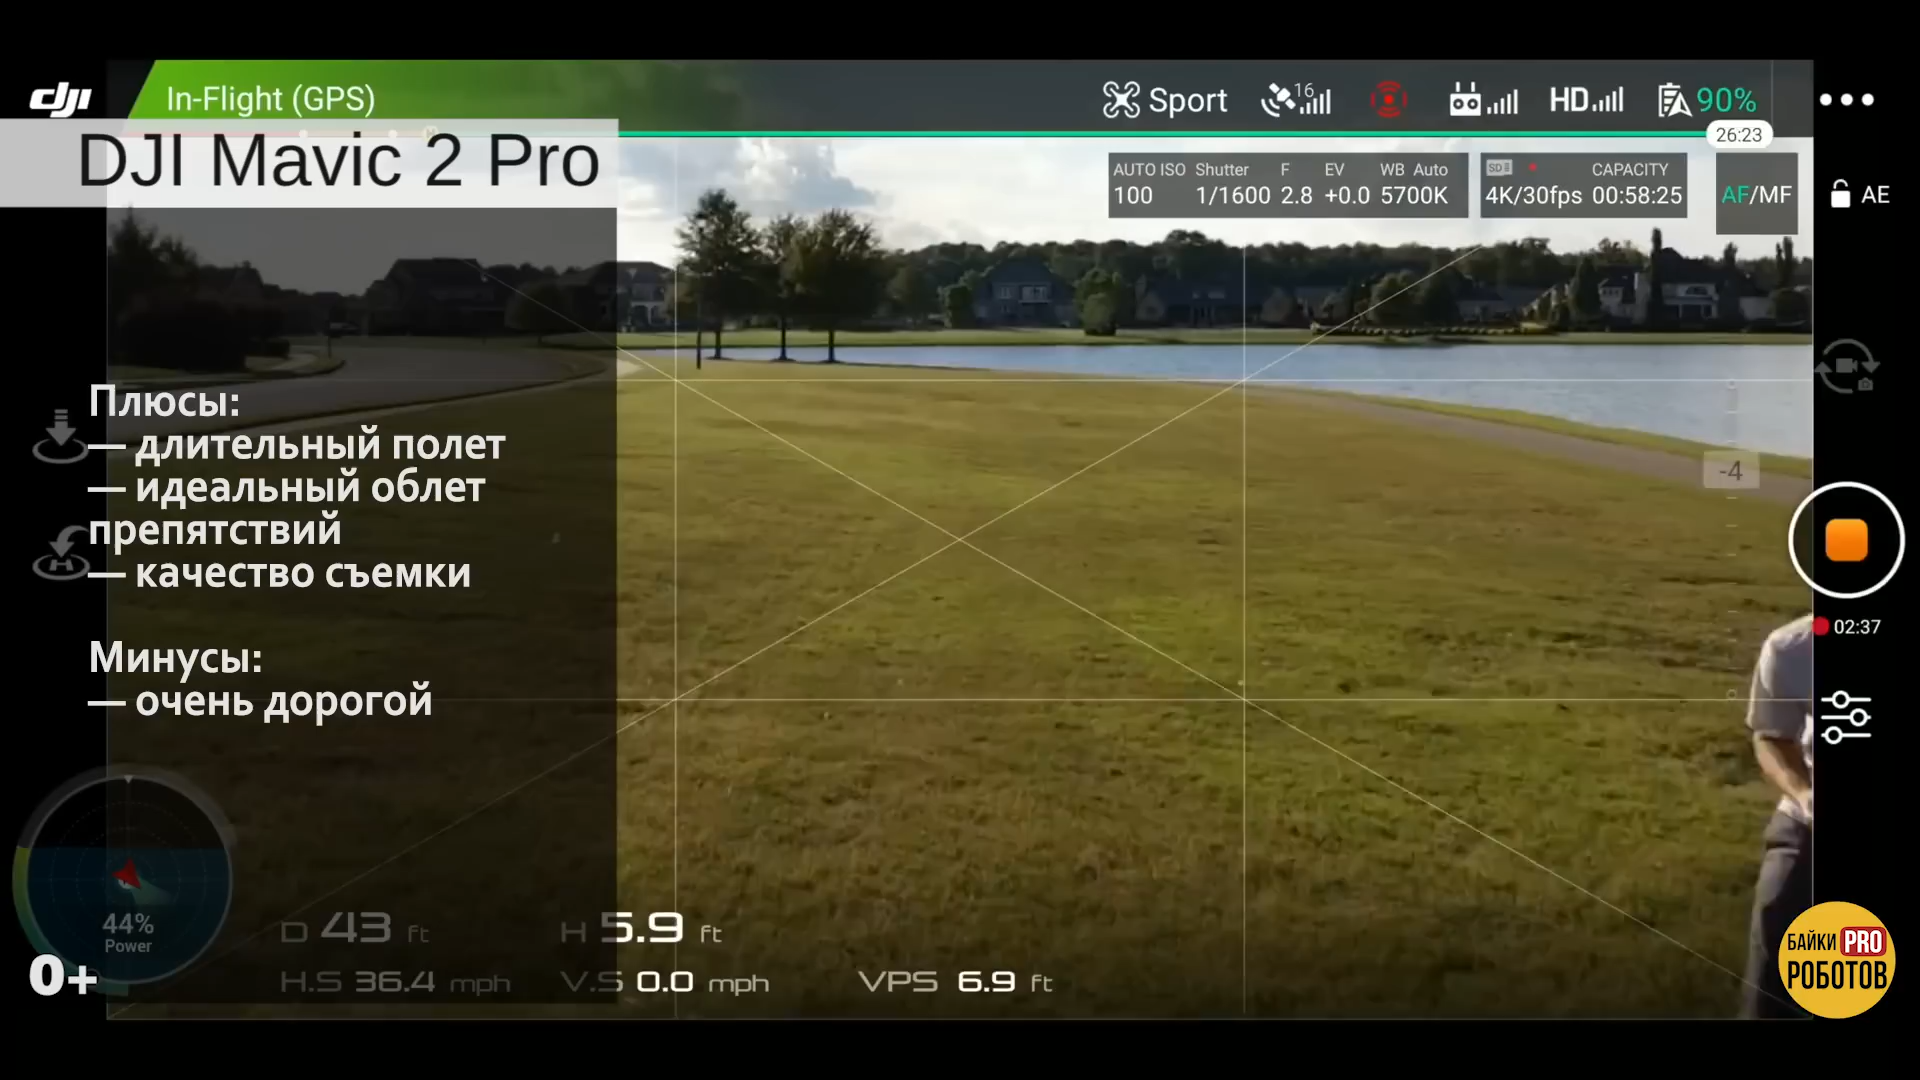 dji
In-Flight (GPS)
Sport
16
HD
90%
26:23
DJI Mavic 2 Pro
AUTO ISO Shutter F EV WB Auto
100 1/1600 2.8 +0.0 5700K
SD CAPACITY
4K/30fps 00:58:25
AF/MF
AE
Плюсы:
— длительный полет
— идеальный облет
препятствий
— качество съемки
Минусы:
— очень дорогой
-4
02:37
H
44%
Power
D 43 ft H 5.9 ft
H.S 36.4 mph V.S 0.0 mph VPS 6.9 ft
0+
БАЙКИ PRO
РОБОТОВ